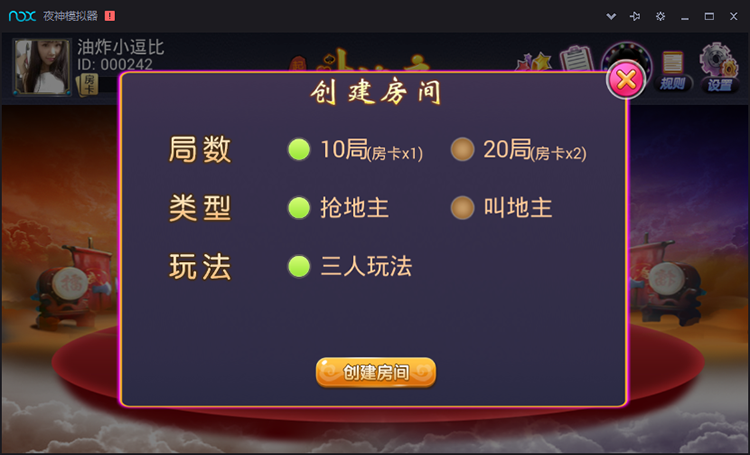 nox 夜神模拟器
油炸小逗比
ID: 000242
房卡
规则
设置
创建房间
局数 10局(房卡x1) 20局(房卡x2)
类型 抢地主 叫地主
玩法 三人玩法
创建房间